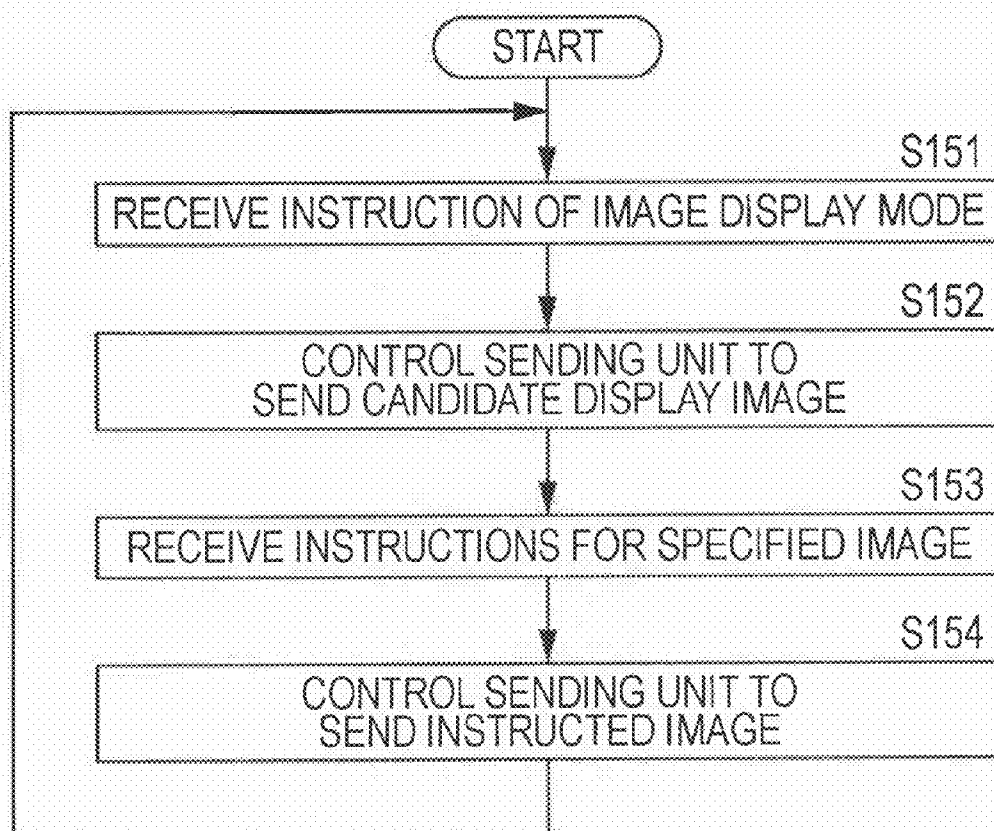 START
S151
RECEIVE INSTRUCTION OF IMAGE DISPLAY MODE
S152
CONTROL SENDING UNIT TO
SEND CANDIDATE DISPLAY IMAGE
S153
RECEIVE INSTRUCTIONS FOR SPECIFIED IMAGE
S154
CONTROL SENDING UNIT TO
SEND INSTRUCTED IMAGE